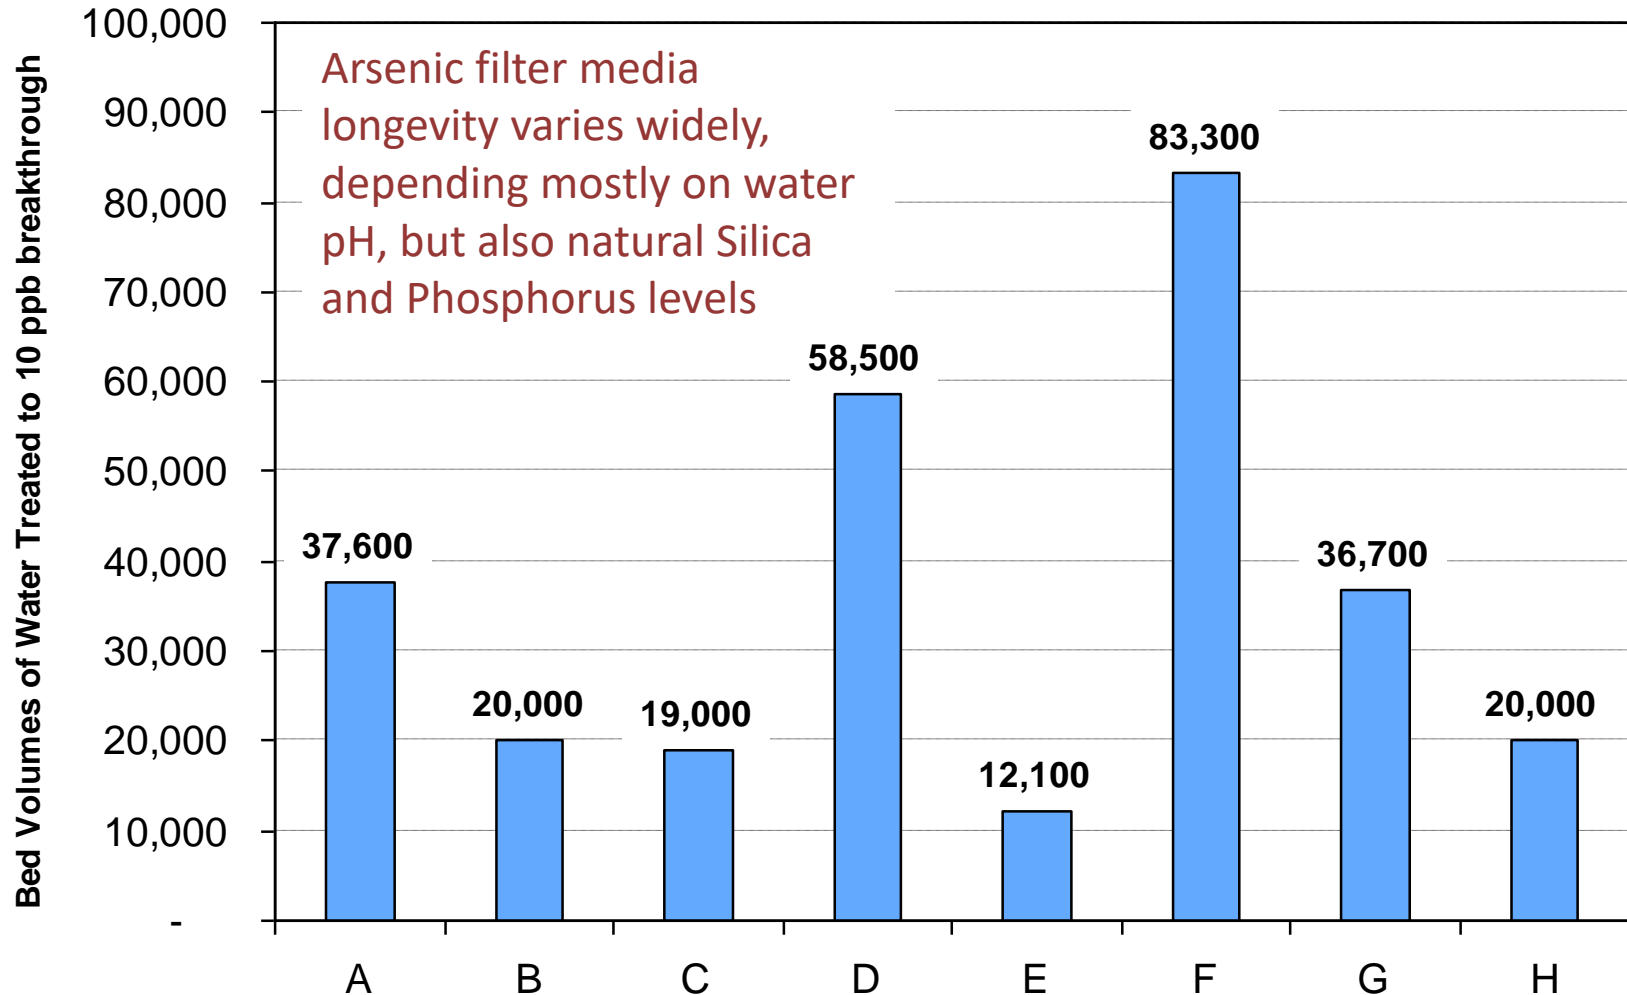 Bed Volumes of Water Treated to 10 ppb breakthrough
100,000
90,000
80,000
70,000
60,000
50,000
40,000
30,000
20,000
10,000
-
Arsenic filter media
longevity varies widely,
depending mostly on water
pH, but also natural Silica
and Phosphorus levels
37,600
20,000
19,000
58,500
12,100
83,300
36,700
20,000
A B C D E F G H